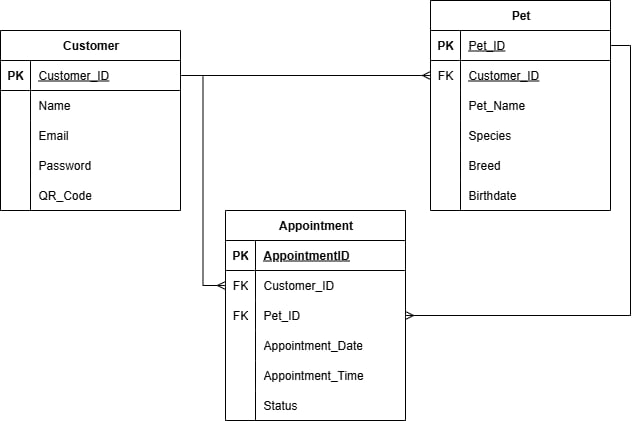 Customer
PK Customer_ID
Name
Email
Password
QR_Code
Pet
PK Pet_ID
FK Customer_ID
Pet_Name
Species
Breed
Birthdate
Appointment
PK AppointmentID
FK Customer_ID
FK Pet_ID
Appointment_Date
Appointment_Time
Status